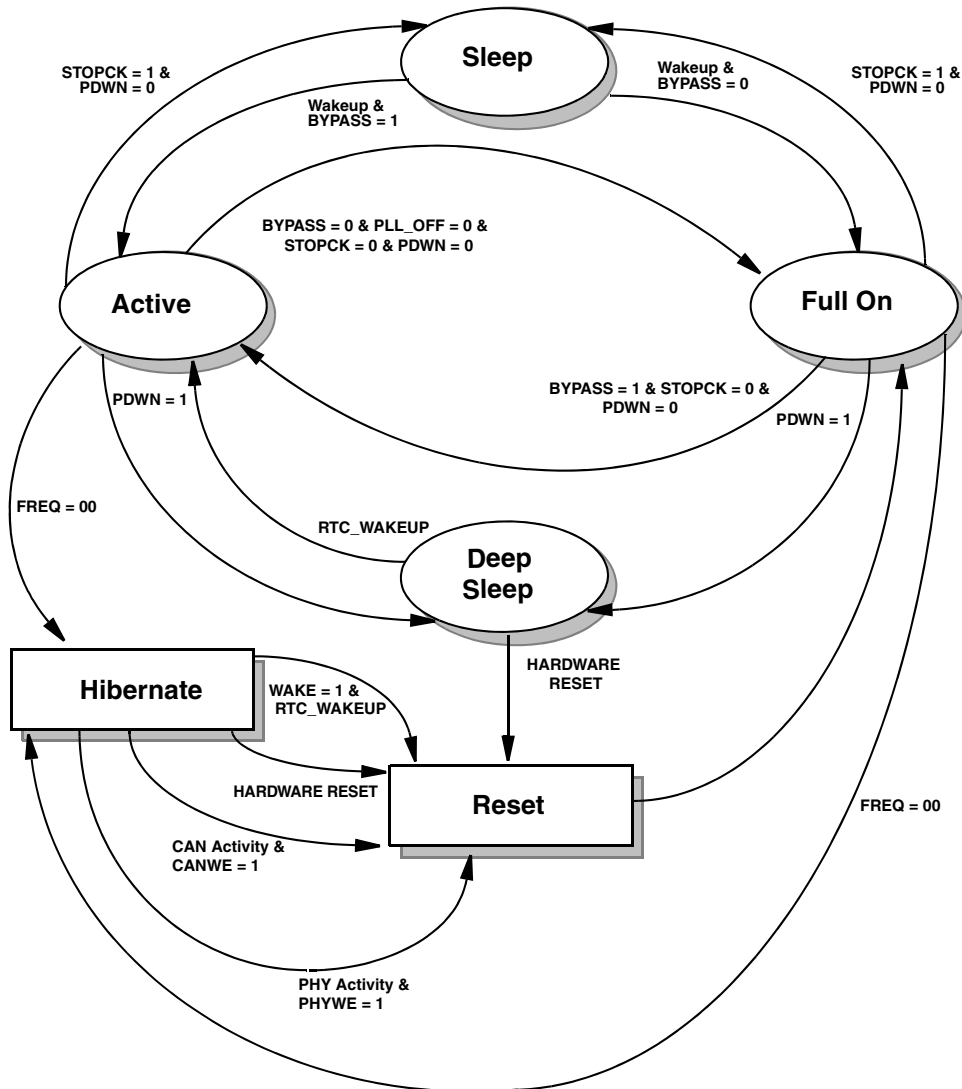 Sleep
STOPCK = 1 &
PDWN = 0
Wakeup &
BYPASS = 1
Wakeup &
BYPASS = 0
STOPCK = 1 &
PDWN = 0
BYPASS = 0 & PLL_OFF = 0 &
STOPCK = 0 & PDWN = 0
Active
Full On
PDWN = 1
BYPASS = 1 & STOPCK = 0 &
PDWN = 0
PDWN = 1
FREQ = 00
RTC_WAKEUP
Deep
Sleep
HARDWARE
RESET
Hibernate
WAKE = 1 &
RTC_WAKEUP
HARDWARE RESET
Reset
FREQ = 00
CAN Activity &
CANWE = 1
PHY Activity &
PHYWE = 1